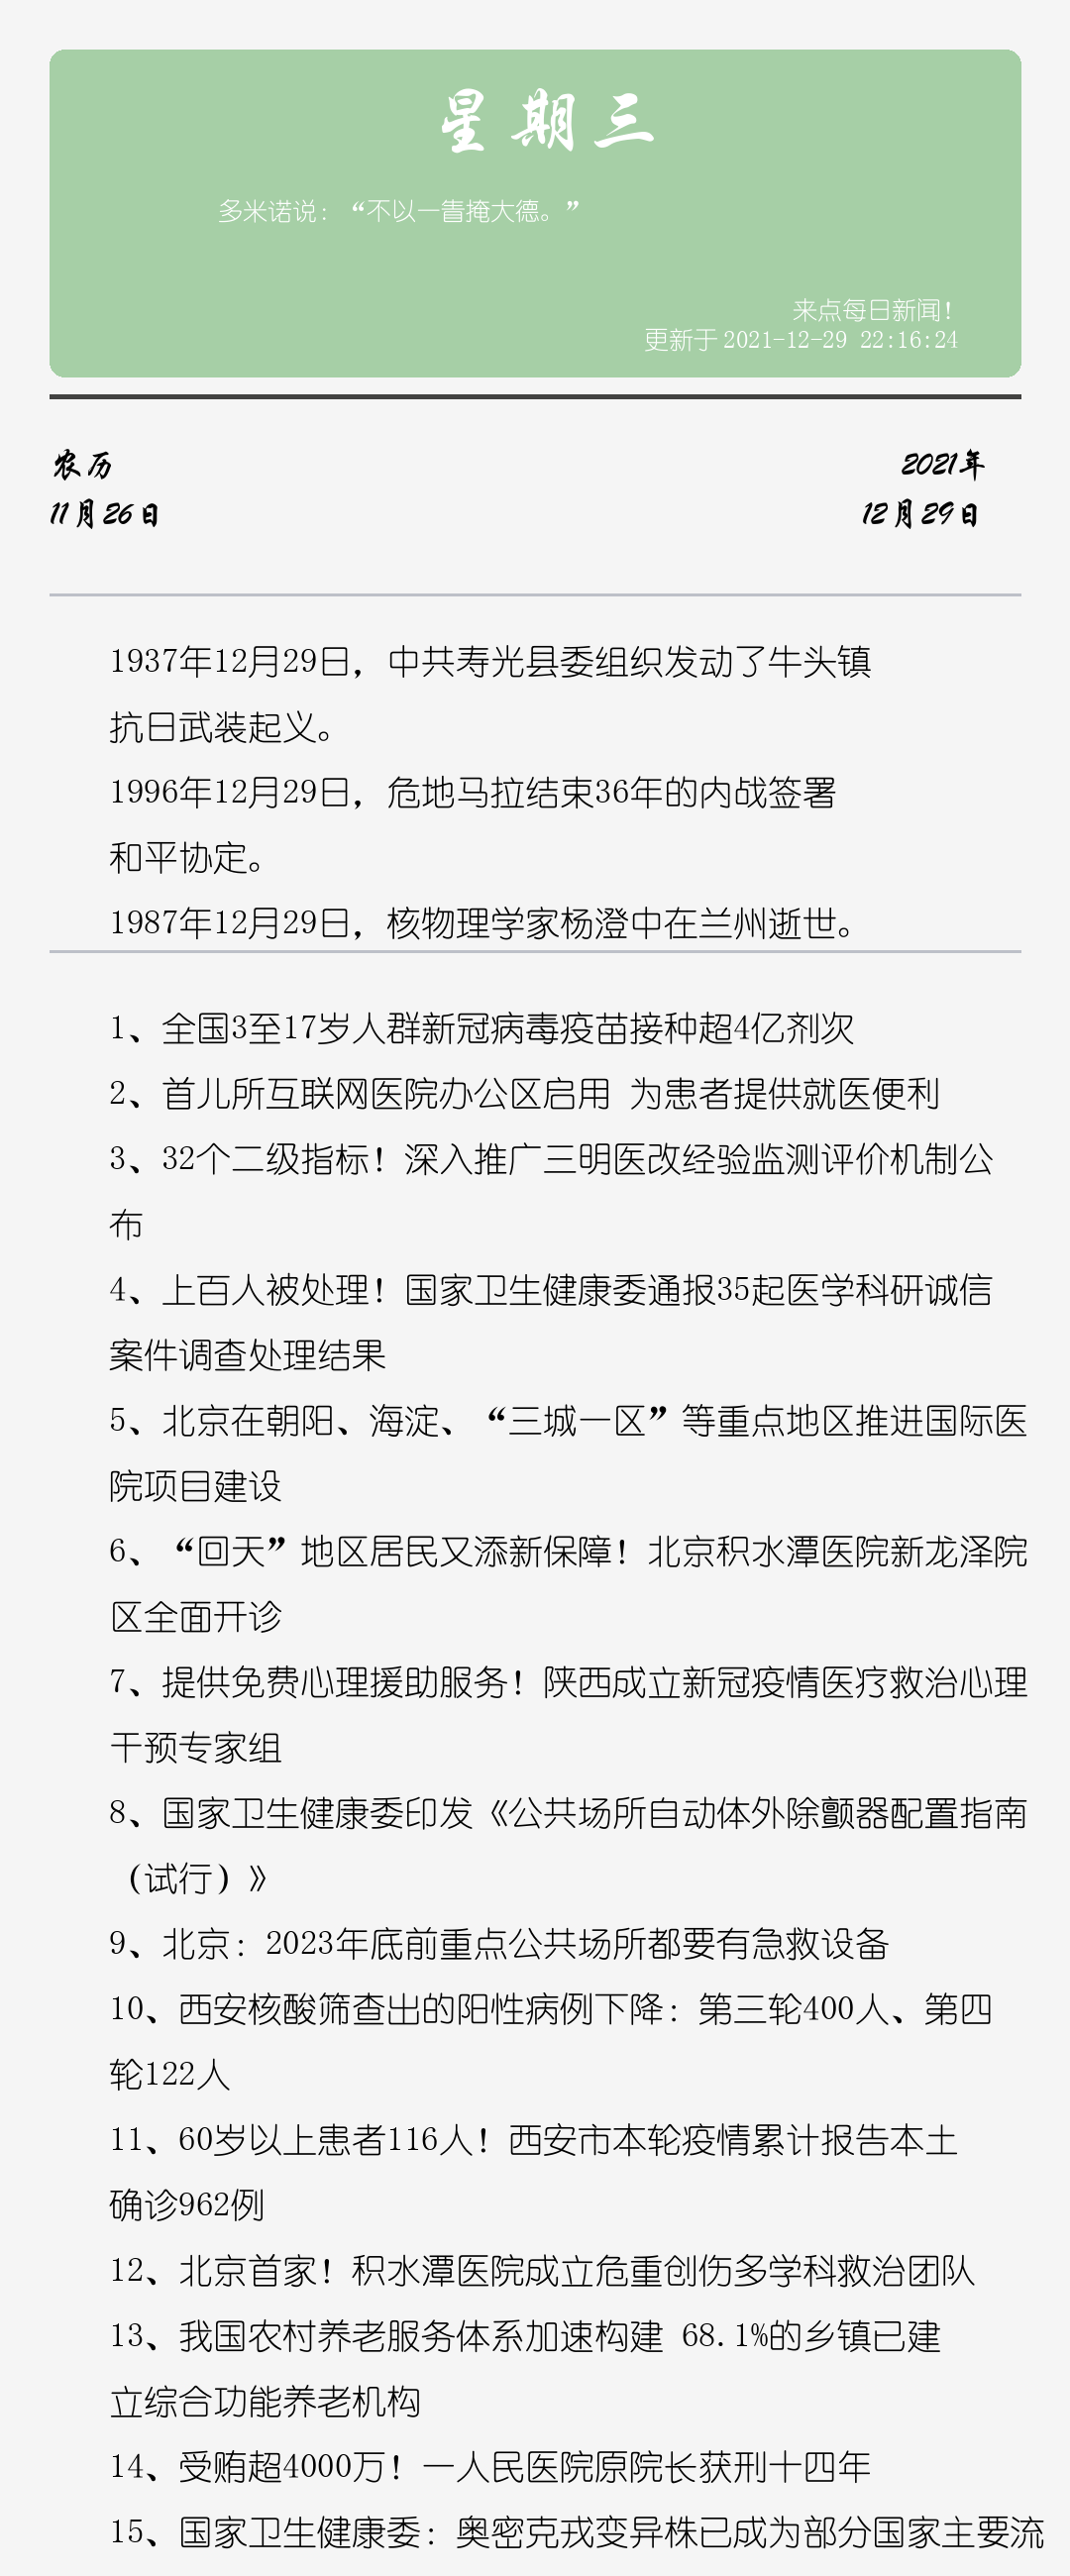 星期三
多米诺说：“不以一眚掩大德。”
来点每日新闻！
更新于 2021-12-29 22:16:24
农历
2021年
11月26日
12月29日
1937年12月29日，中共寿光县委组织发动了牛头镇
抗日武装起义。
1996年12月29日，危地马拉结束36年的内战签署
和平协定。
1987年12月29日，核物理学家杨澄中在兰州逝世。
1、全国3至17岁人群新冠病毒疫苗接种超4亿剂次
2、首儿所互联网医院办公区启用 为患者提供就医便利
3、32个二级指标！深入推广三明医改经验监测评价机制公
布
4、上百人被处理！国家卫生健康委通报35起医学科研诚信
案件调查处理结果
5、北京在朝阳、海淀、“三城一区”等重点地区推进国际医
院项目建设
6、“回天”地区居民又添新保障！北京积水潭医院新龙泽院
区全面开诊
7、提供免费心理援助服务！陕西成立新冠疫情医疗救治心理
干预专家组
8、国家卫生健康委印发《公共场所自动体外除颤器配置指南
（试行）》
9、北京：2023年底前重点公共场所都要有急救设备
10、西安核酸筛查出的阳性病例下降：第三轮400人、第四
轮122人
11、60岁以上患者116人！西安市本轮疫情累计报告本土
确诊962例
12、北京首家！积水潭医院成立危重创伤多学科救治团队
13、我国农村养老服务体系加速构建 68.1%的乡镇已建
立综合功能养老机构
14、受贿超4000万！一人民医院原院长获刑十四年
15、国家卫生健康委：奥密克戎变异株已成为部分国家主要流